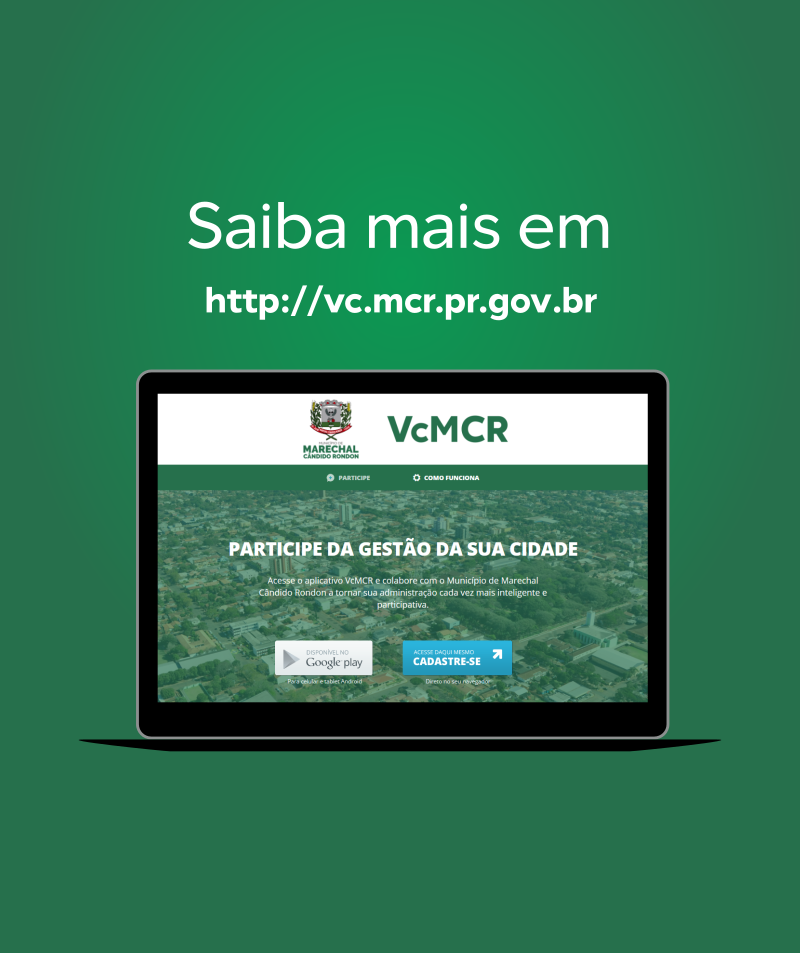 Saiba mais em
http://vc.mcr.pr.gov.br
MUNICÍPIO DE
MARECHAL
CÂNDIDO RONDON
VcMCR
PARTICIPE
COMO FUNCIONA
PARTICIPE DA GESTÃO DA SUA CIDADE
Acesse o aplicativo VcMCR e colabore com o Município de Marechal
Cândido Rondon a tornar sua administração cada vez mais inteligente e
participativa.
DISPONÍVEL NO
Google play
Para celular e tablets Android
ACESSE DAQUI MESMO
CADASTRE-SE
Direto no seu navegador